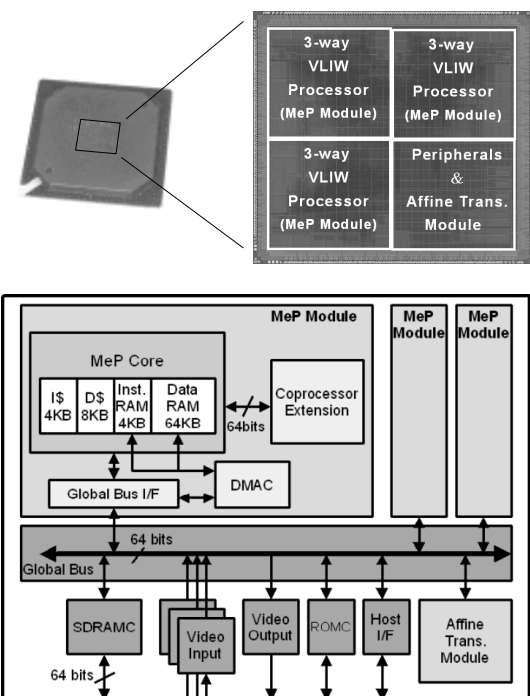 3-way
VLIW
Processor
(MeP Module)
3-way
VLIW
Processor
(MeP Module)
3-way
VLIW
Processor
(MeP Module)
Peripherals
&
Affine Trans.
Module
MeP Module
MeP
Module
MeP
Module
MeP Core
I$
4KB
D$
8KB
Inst.
RAM
4KB
Data
RAM
64KB
64bits
Coprocessor
Extension
Global Bus I/F
DMAC
64 bits
Global Bus
SDRAMC
Video
Input
Video
Output
ROMC
Host
I/F
Affine
Trans.
Module
64 bits